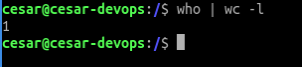 cesar@cesar-devops:/$ who | wc -l
1
cesar@cesar-devops:/$